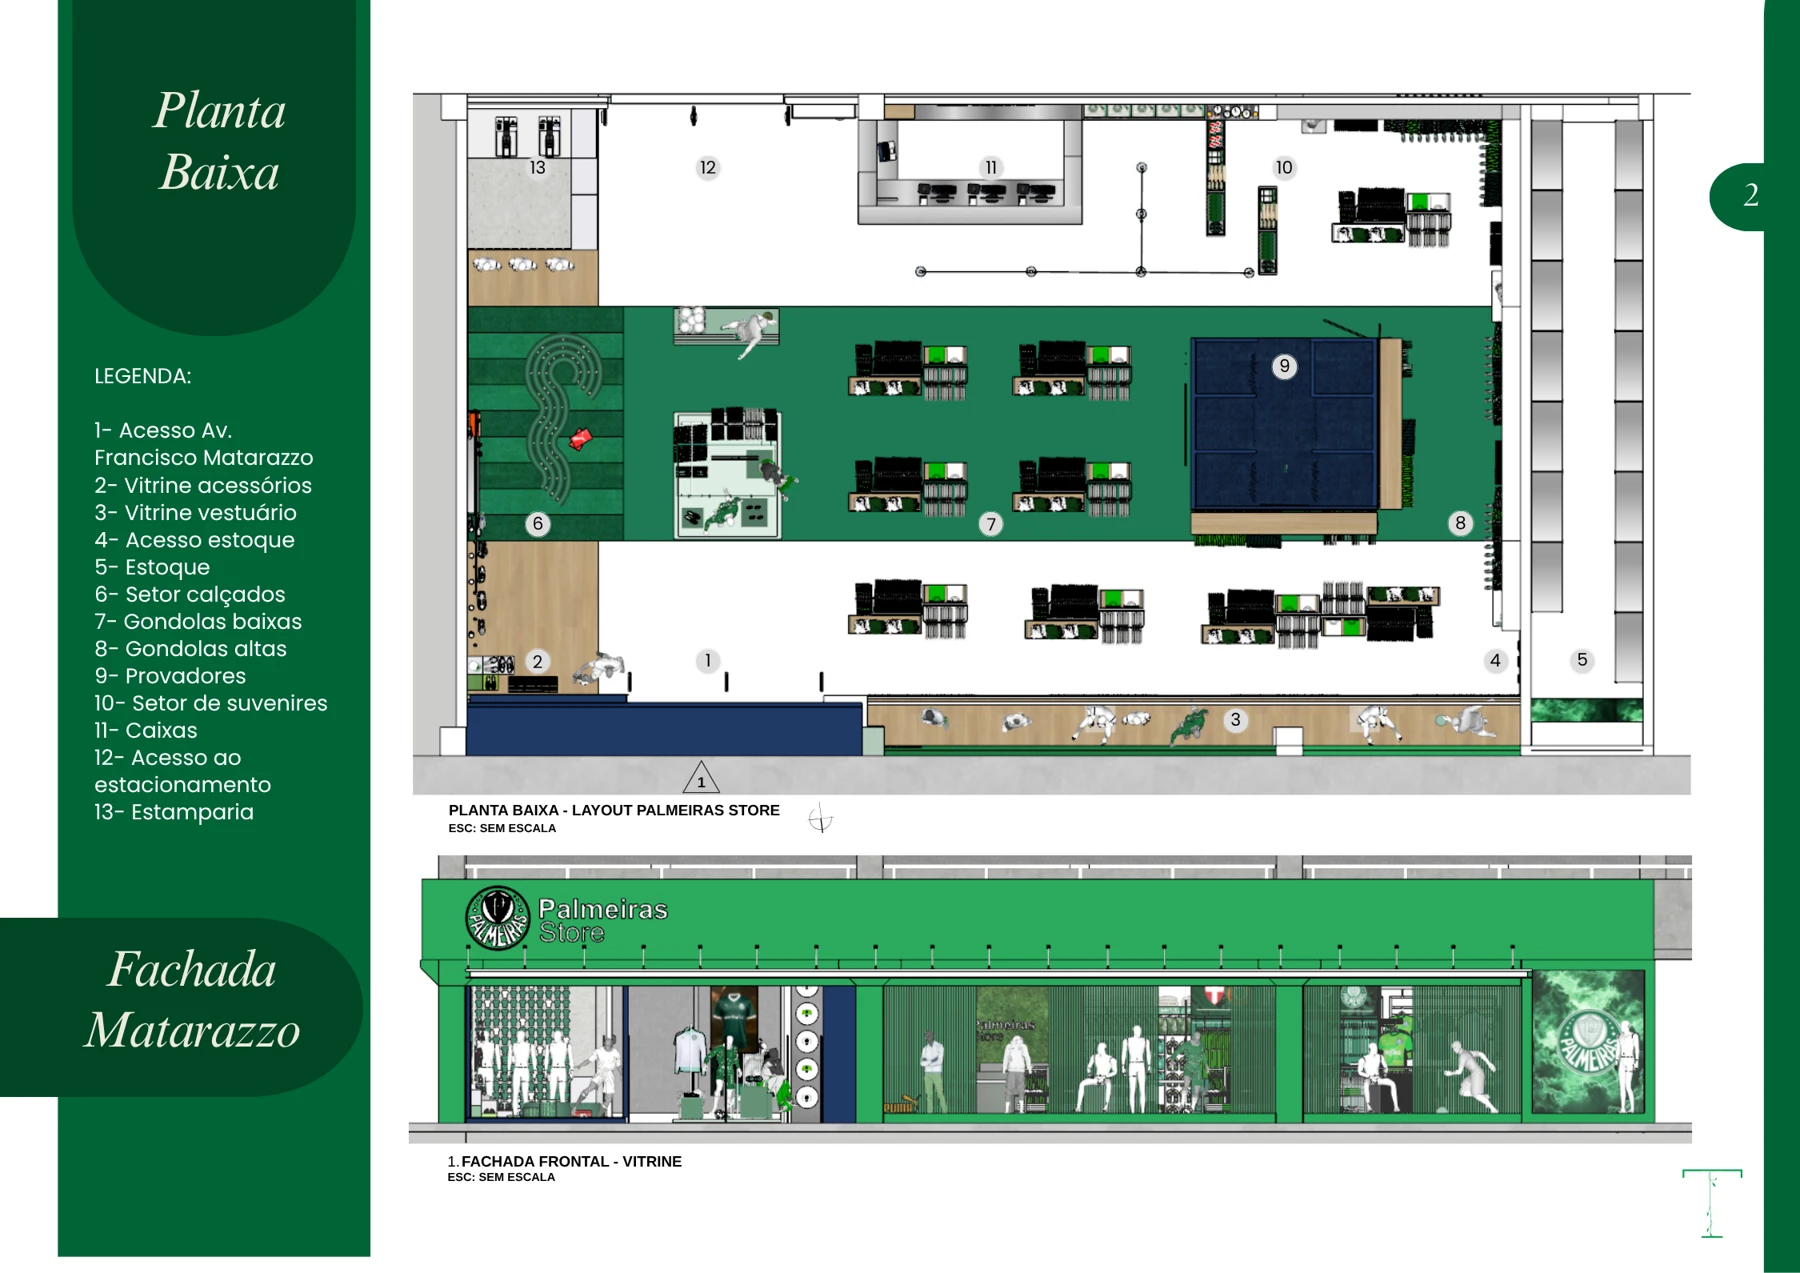 Planta
Baixa
LEGENDA:
1- Acesso Av.
Francisco Matarazzo
2- Vitrine acessórios
3- Vitrine vestuário
4- Acesso estoque
5- Estoque
6- Setor calçados
7- Gondolas baixas
8- Gondolas altas
9- Provadores
10- Setor de suvenires
11- Caixas
12- Acesso ao
estacionamento
13- Estamparia
Fachada
Matarazzo
2
13
12
11
10
9
6
7
8
2
1
4
5
3
1
PLANTA BAIXA - LAYOUT PALMEIRAS STORE
ESC: SEM ESCALA
PALMEIRAS
Palmeiras
Store
Palmeiras
Store
PUMA
PALMEIRAS
1.FACHADA FRONTAL - VITRINE
ESC: SEM ESCALA
T